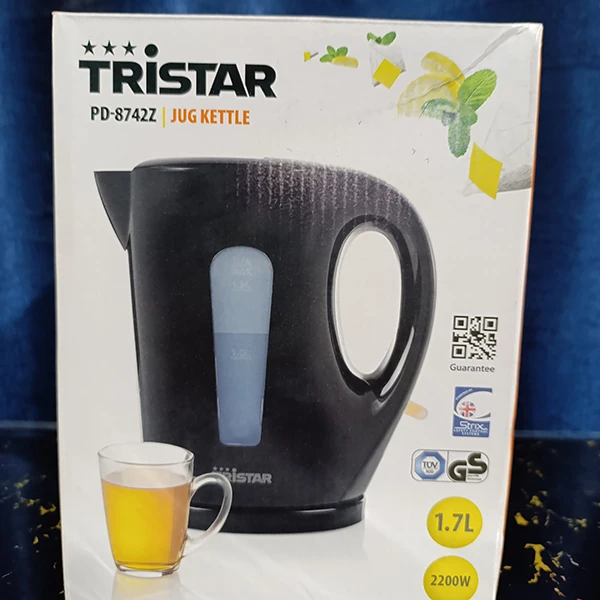 TRiSTAR
PD-8742Z | JUG KETTLE
Guarantee
Strix
TÜV
GS
TRiSTAR
1.7L
2200W